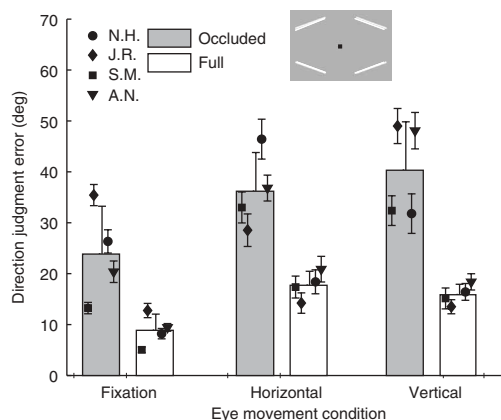 N.H.
J.R.
S.M.
A.N.
Occluded
Full
Direction judgment error (deg)
70
60
50
40
30
20
10
0
Fixation
Horizontal
Vertical
Eye movement condition